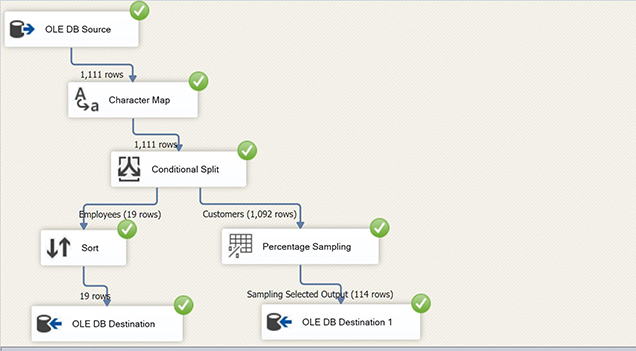 OLE DB Source
1,111 rows
A
a
Character Map
1,111 rows
Conditional Split
Employees (19 rows)
Customers (1,092 rows)
Sort
Percentage Sampling
19 rows
Sampling Selected Output (114 rows)
OLE DB Destination
OLE DB Destination 1